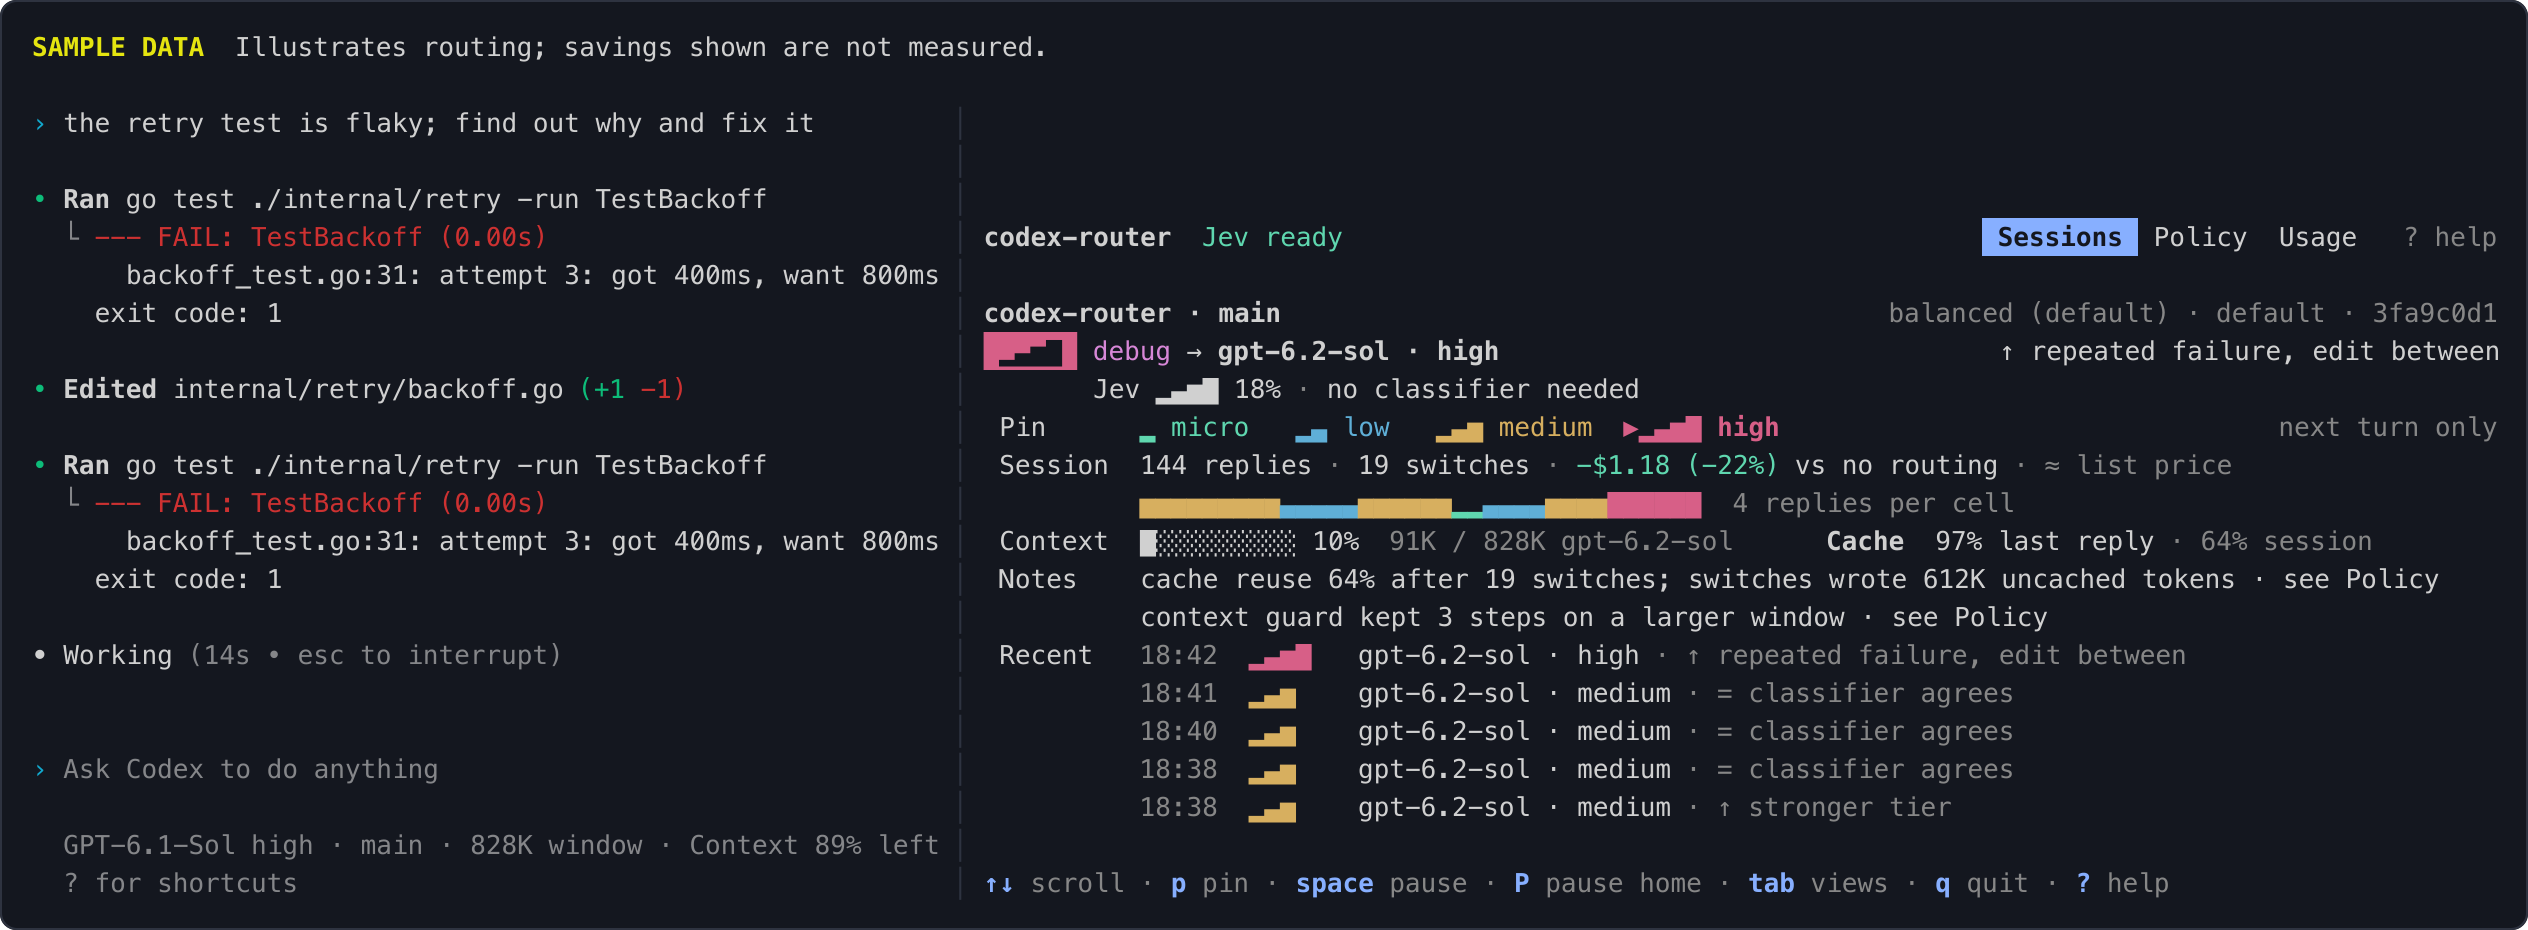 SAMPLE DATA  Illustrates routing; savings shown are not measured.
› the retry test is flaky; find out why and fix it
• Ran go test ./internal/retry -run TestBackoff
└ --- FAIL: TestBackoff (0.00s)
backoff_test.go:31: attempt 3: got 400ms, want 800ms
exit code: 1
• Edited internal/retry/backoff.go (+1 -1)
• Ran go test ./internal/retry -run TestBackoff
└ --- FAIL: TestBackoff (0.00s)
backoff_test.go:31: attempt 3: got 400ms, want 800ms
exit code: 1
• Working (14s • esc to interrupt)
› Ask Codex to do anything
GPT-6.1-Sol high · main · 828K window · Context 89% left
? for shortcuts
codex-router  Jev ready  Sessions  Policy  Usage  ? help
codex-router · main  balanced (default) · default · 3fa9c0d1
debug → gpt-6.2-sol · high  ↑ repeated failure, edit between
Jev 18% · no classifier needed
Pin  micro  low  medium  ▶ high  next turn only
Session  144 replies · 19 switches · -$1.18 (-22%) vs no routing · ≈ list price
4 replies per cell
Context  10%  91K / 828K gpt-6.2-sol  Cache  97% last reply · 64% session
Notes  cache reuse 64% after 19 switches; switches wrote 612K uncached tokens · see Policy
context guard kept 3 steps on a larger window · see Policy
Recent  18:42  gpt-6.2-sol · high · ↑ repeated failure, edit between
18:41  gpt-6.2-sol · medium · = classifier agrees
18:40  gpt-6.2-sol · medium · = classifier agrees
18:38  gpt-6.2-sol · medium · = classifier agrees
18:38  gpt-6.2-sol · medium · ↑ stronger tier
↑↓ scroll · p pin · space pause · P pause home · tab views · q quit · ? help